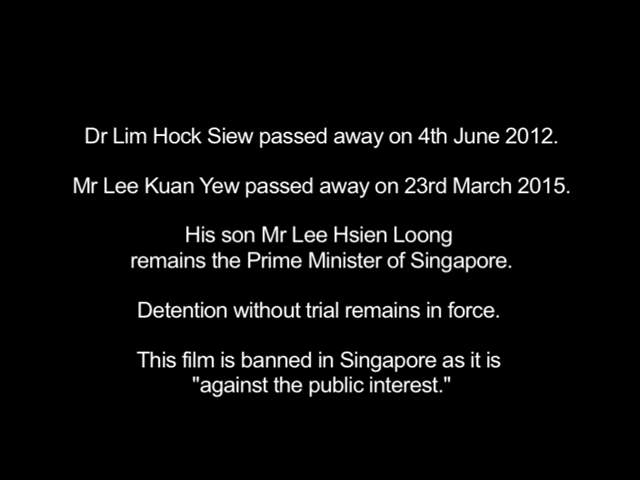 Dr Lim Hock Siew passed away on 4th June 2012.
Mr Lee Kuan Yew passed away on 23rd March 2015.
His son Mr Lee Hsien Loong
remains the Prime Minister of Singapore.
Detention without trial remains in force.
This film is banned in Singapore as it is
"against the public interest."